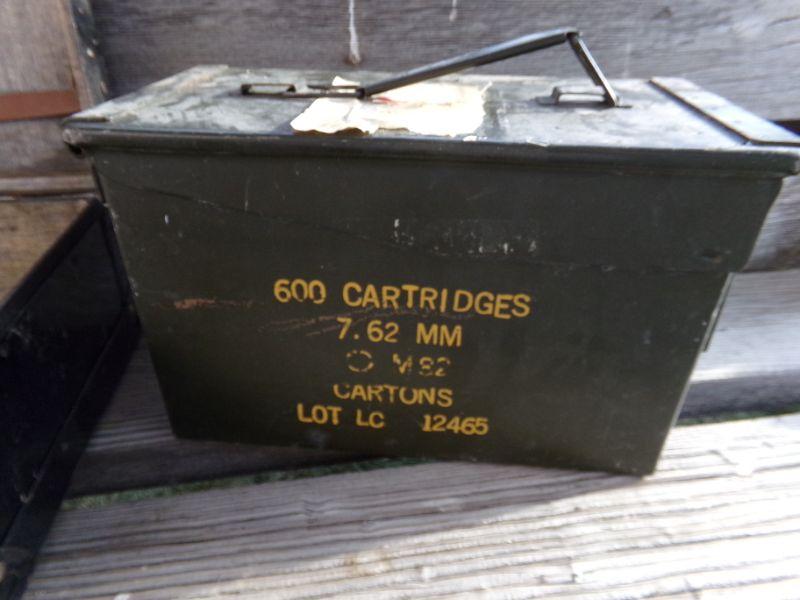 600 CARTRIDGES
7.62 MM
M82
CARTONS
LOT LC 12465